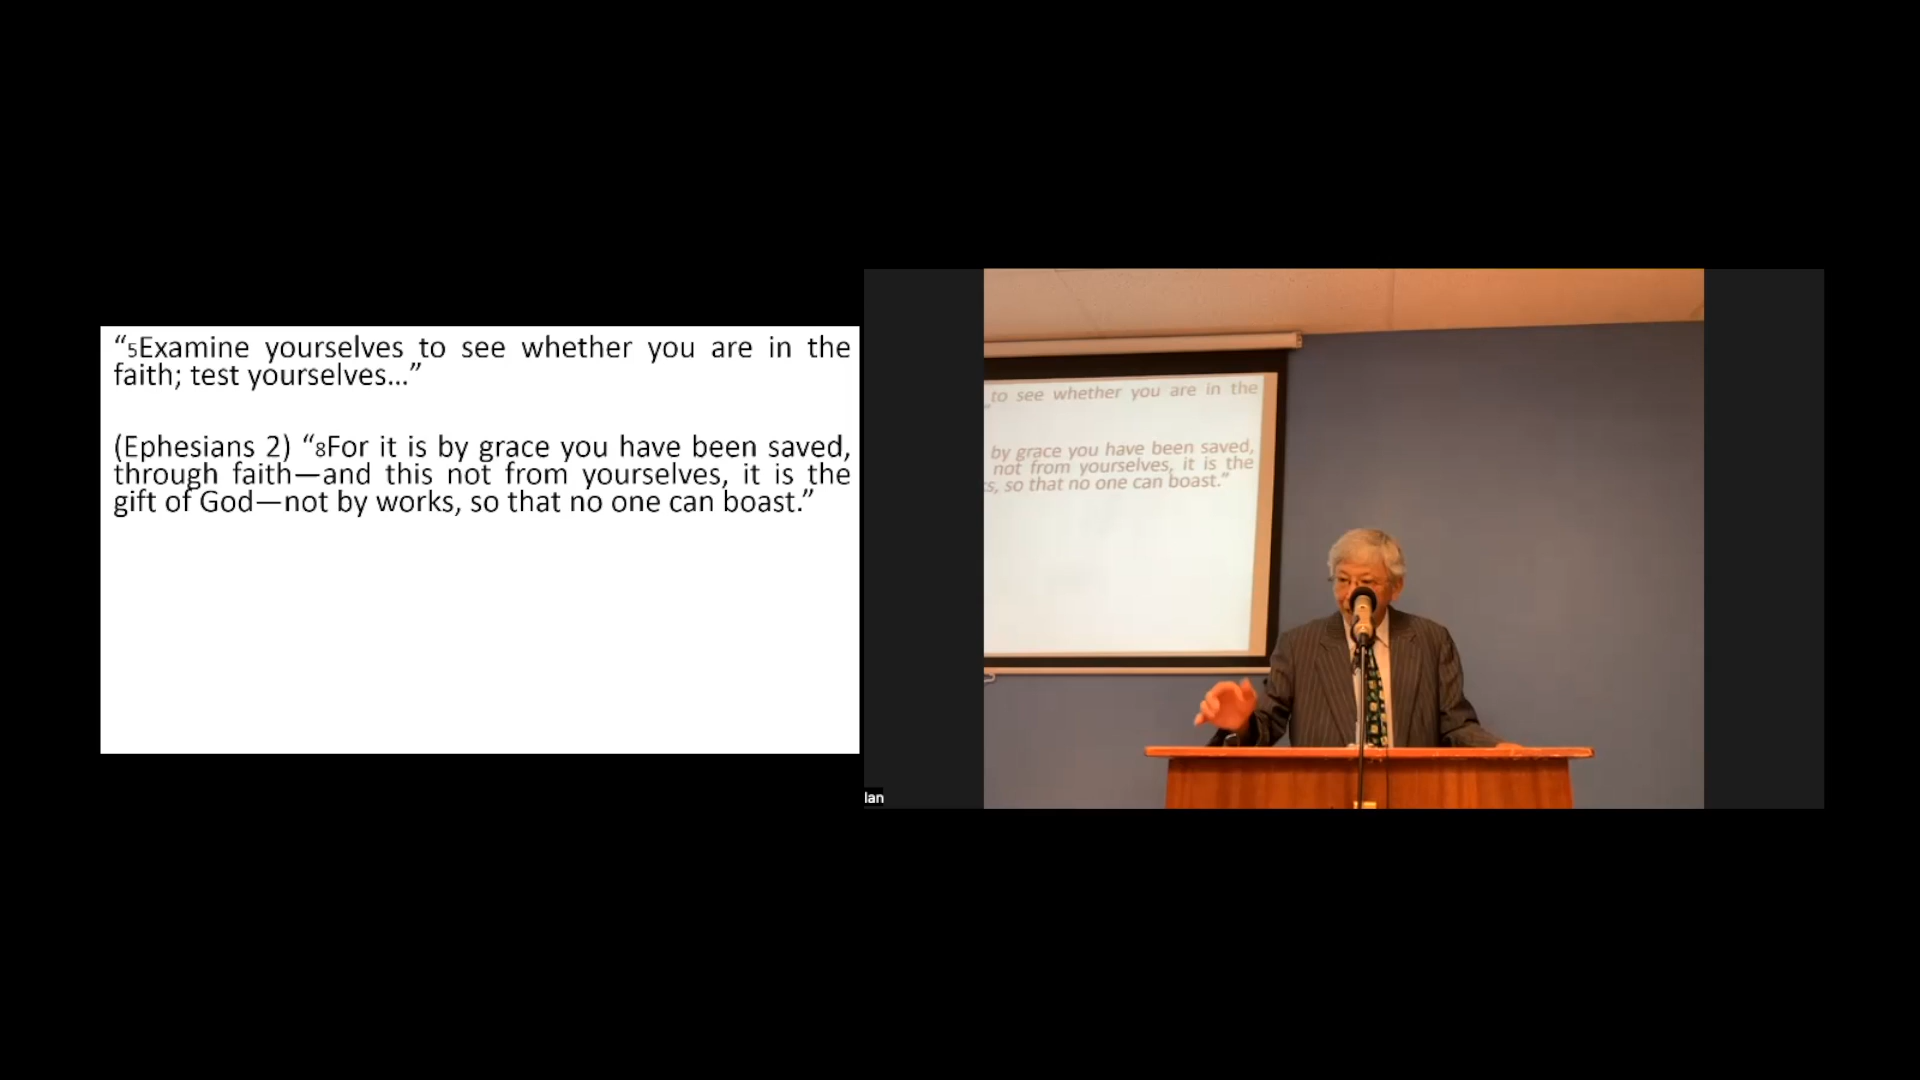 “5Examine yourselves to see whether you are in the
faith; test yourselves...”
(Ephesians 2) “8For it is by grace you have been saved,
through faith—and this not from yourselves, it is the
gift of God—not by works, so that no one can boast.”
to see whether you are in the
”
by grace you have been saved,
not from yourselves, it is the
s, so that no one can boast.”
lan